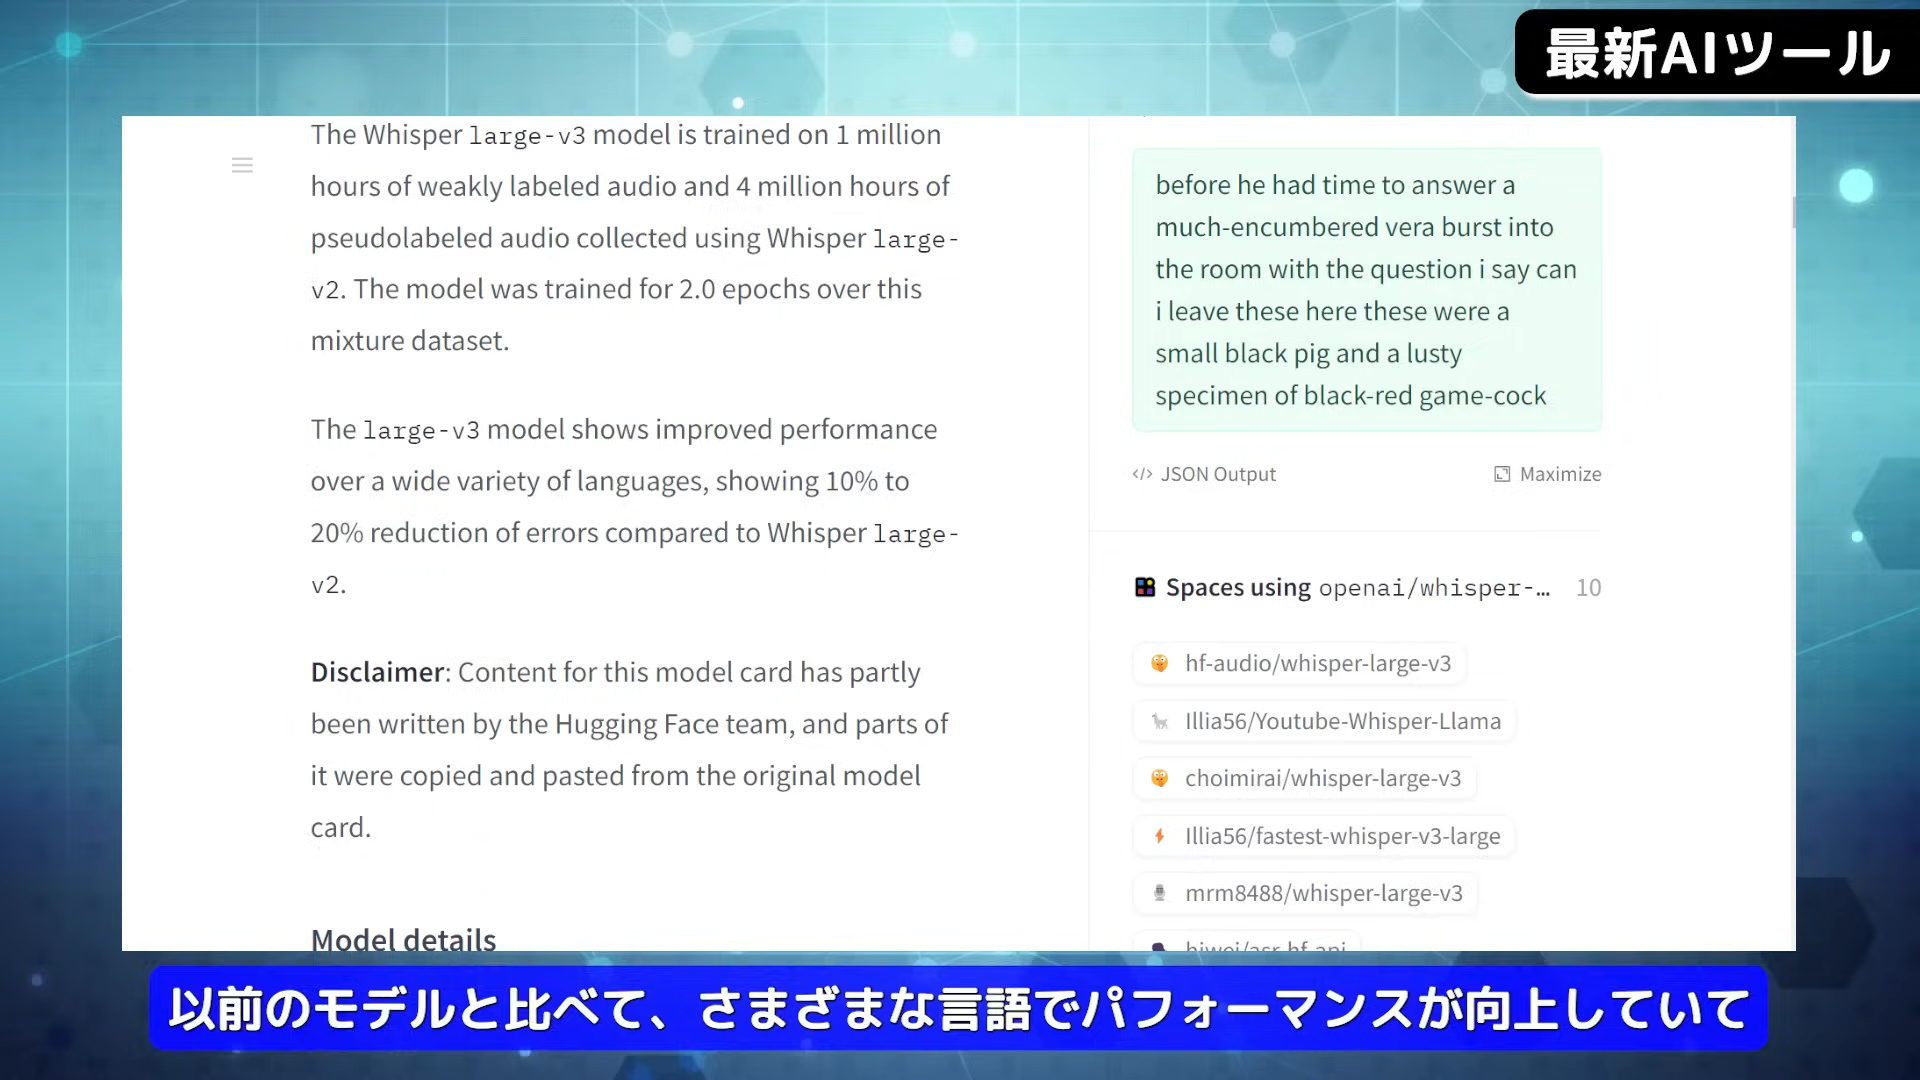 最新AIツール
The Whisper large-v3 model is trained on 1 million
hours of weakly labeled audio and 4 million hours of
pseudolabeled audio collected using Whisper large-
v2. The model was trained for 2.0 epochs over this
mixture dataset.
The large-v3 model shows improved performance
over a wide variety of languages, showing 10% to
20% reduction of errors compared to Whisper large-
v2.
Disclaimer: Content for this model card has partly
been written by the Hugging Face team, and parts of
it were copied and pasted from the original model
card.
Model details
before he had time to answer a
much-encumbered vera burst into
the room with the question i say can
i leave these here these were a
small black pig and a lusty
specimen of black-red game-cock
</> JSON Output
Maximize
Spaces using openai/whisper-… 10
hf-audio/whisper-large-v3
Illia56/Youtube-Whisper-Llama
choimirai/whisper-large-v3
Illia56/fastest-whisper-v3-large
mrm8488/whisper-large-v3
以前のモデルと比べて、さまざまな言語でパフォーマンスが向上していて